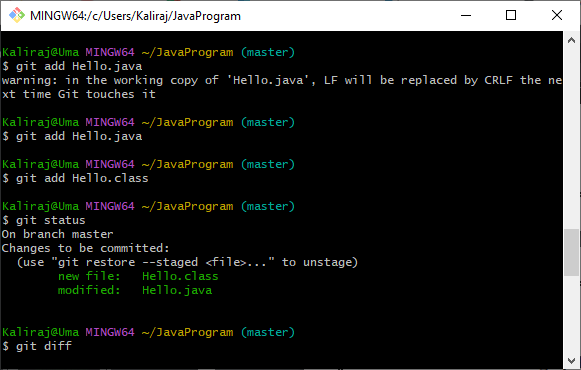 MINGW64:/c/Users/Kaliraj/JavaProgram
Kaliraj@Uma MINGW64 ~/JavaProgram (master)
$ git add Hello.java
warning: in the working copy of 'Hello.java', LF will be replaced by CRLF the ne
xt time Git touches it
Kaliraj@Uma MINGW64 ~/JavaProgram (master)
$ git add Hello.java
Kaliraj@Uma MINGW64 ~/JavaProgram (master)
$ git add Hello.class
Kaliraj@Uma MINGW64 ~/JavaProgram (master)
$ git status
On branch master
Changes to be committed:
  (use "git restore --staged <file>..." to unstage)
        new file:   Hello.class
        modified:   Hello.java
Kaliraj@Uma MINGW64 ~/JavaProgram (master)
$ git diff